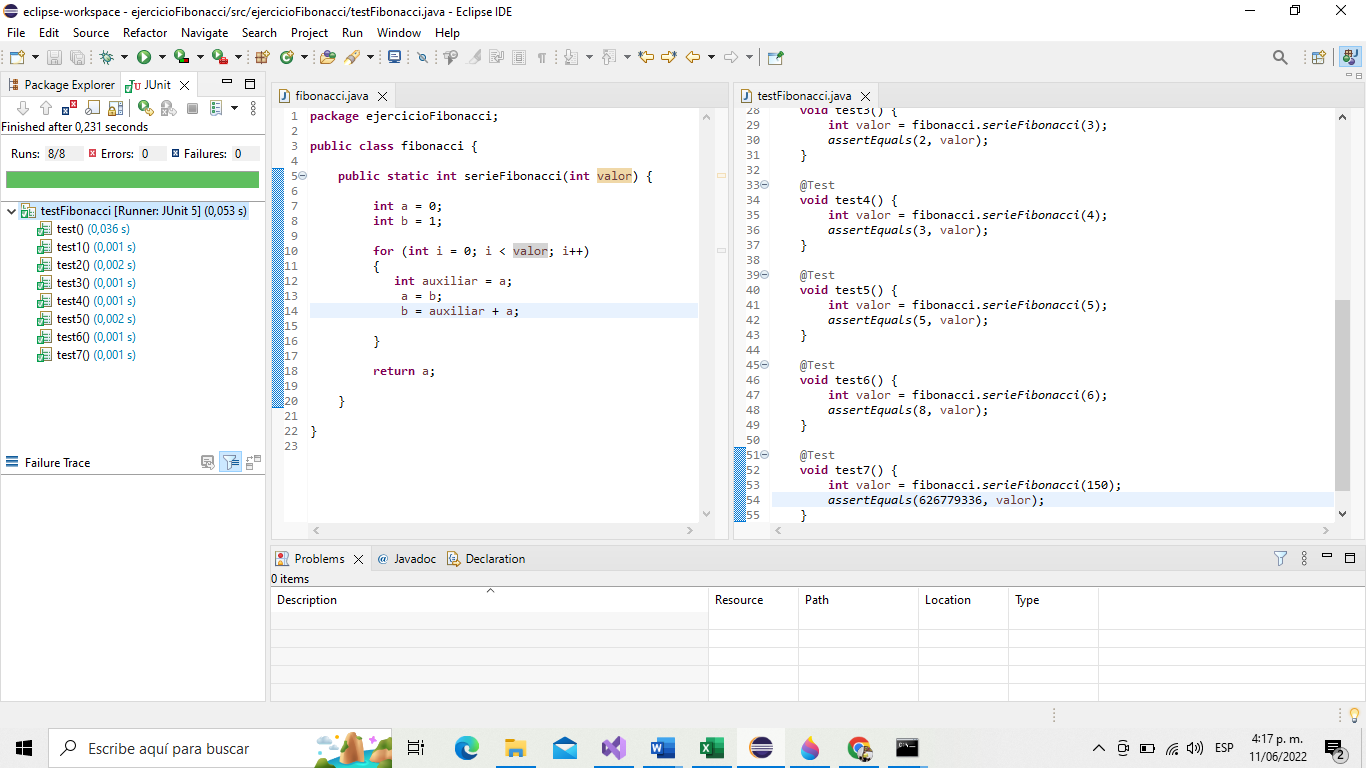 eclipse-workspace - ejercicioFibonacci/src/ejercicioFibonacci/testFibonacci.java - Eclipse IDE
File Edit Source Refactor Navigate Search Project Run Window Help
Package Explorer JUnit
Finished after 0,231 seconds
Runs: 8/8 Errors: 0 Failures: 0
testFibonacci [Runner: JUnit 5] (0,053 s)
test() (0,036 s)
test1() (0,001 s)
test2() (0,002 s)
test3() (0,001 s)
test4() (0,001 s)
test5() (0,002 s)
test6() (0,001 s)
test7() (0,001 s)
Failure Trace
fibonacci.java
1 package ejercicioFibonacci;
2
3 public class fibonacci {
4
5 public static int serieFibonacci(int valor) {
6
7 int a = 0;
8 int b = 1;
9
10 for (int i = 0; i < valor; i++)
11 {
12 int auxiliar = a;
13 a = b;
14 b = auxiliar + a;
15
16 }
17
18 return a;
19
20 }
21
22 }
23
testFibonacci.java
28 void test3() {
29 int valor = fibonacci.serieFibonacci(3);
30 assertEquals(2, valor);
31 }
32
33 @Test
34 void test4() {
35 int valor = fibonacci.serieFibonacci(4);
36 assertEquals(3, valor);
37 }
38
39 @Test
40 void test5() {
41 int valor = fibonacci.serieFibonacci(5);
42 assertEquals(5, valor);
43 }
44
45 @Test
46 void test6() {
47 int valor = fibonacci.serieFibonacci(6);
48 assertEquals(8, valor);
49 }
50
51 @Test
52 void test7() {
53 int valor = fibonacci.serieFibonacci(150);
54 assertEquals(626779336, valor);
55 }
Problems Javadoc Declaration
0 items
Description Resource Path Location Type
Escribe aquí para buscar
ESP
4:17 p. m.
11/06/2022
2